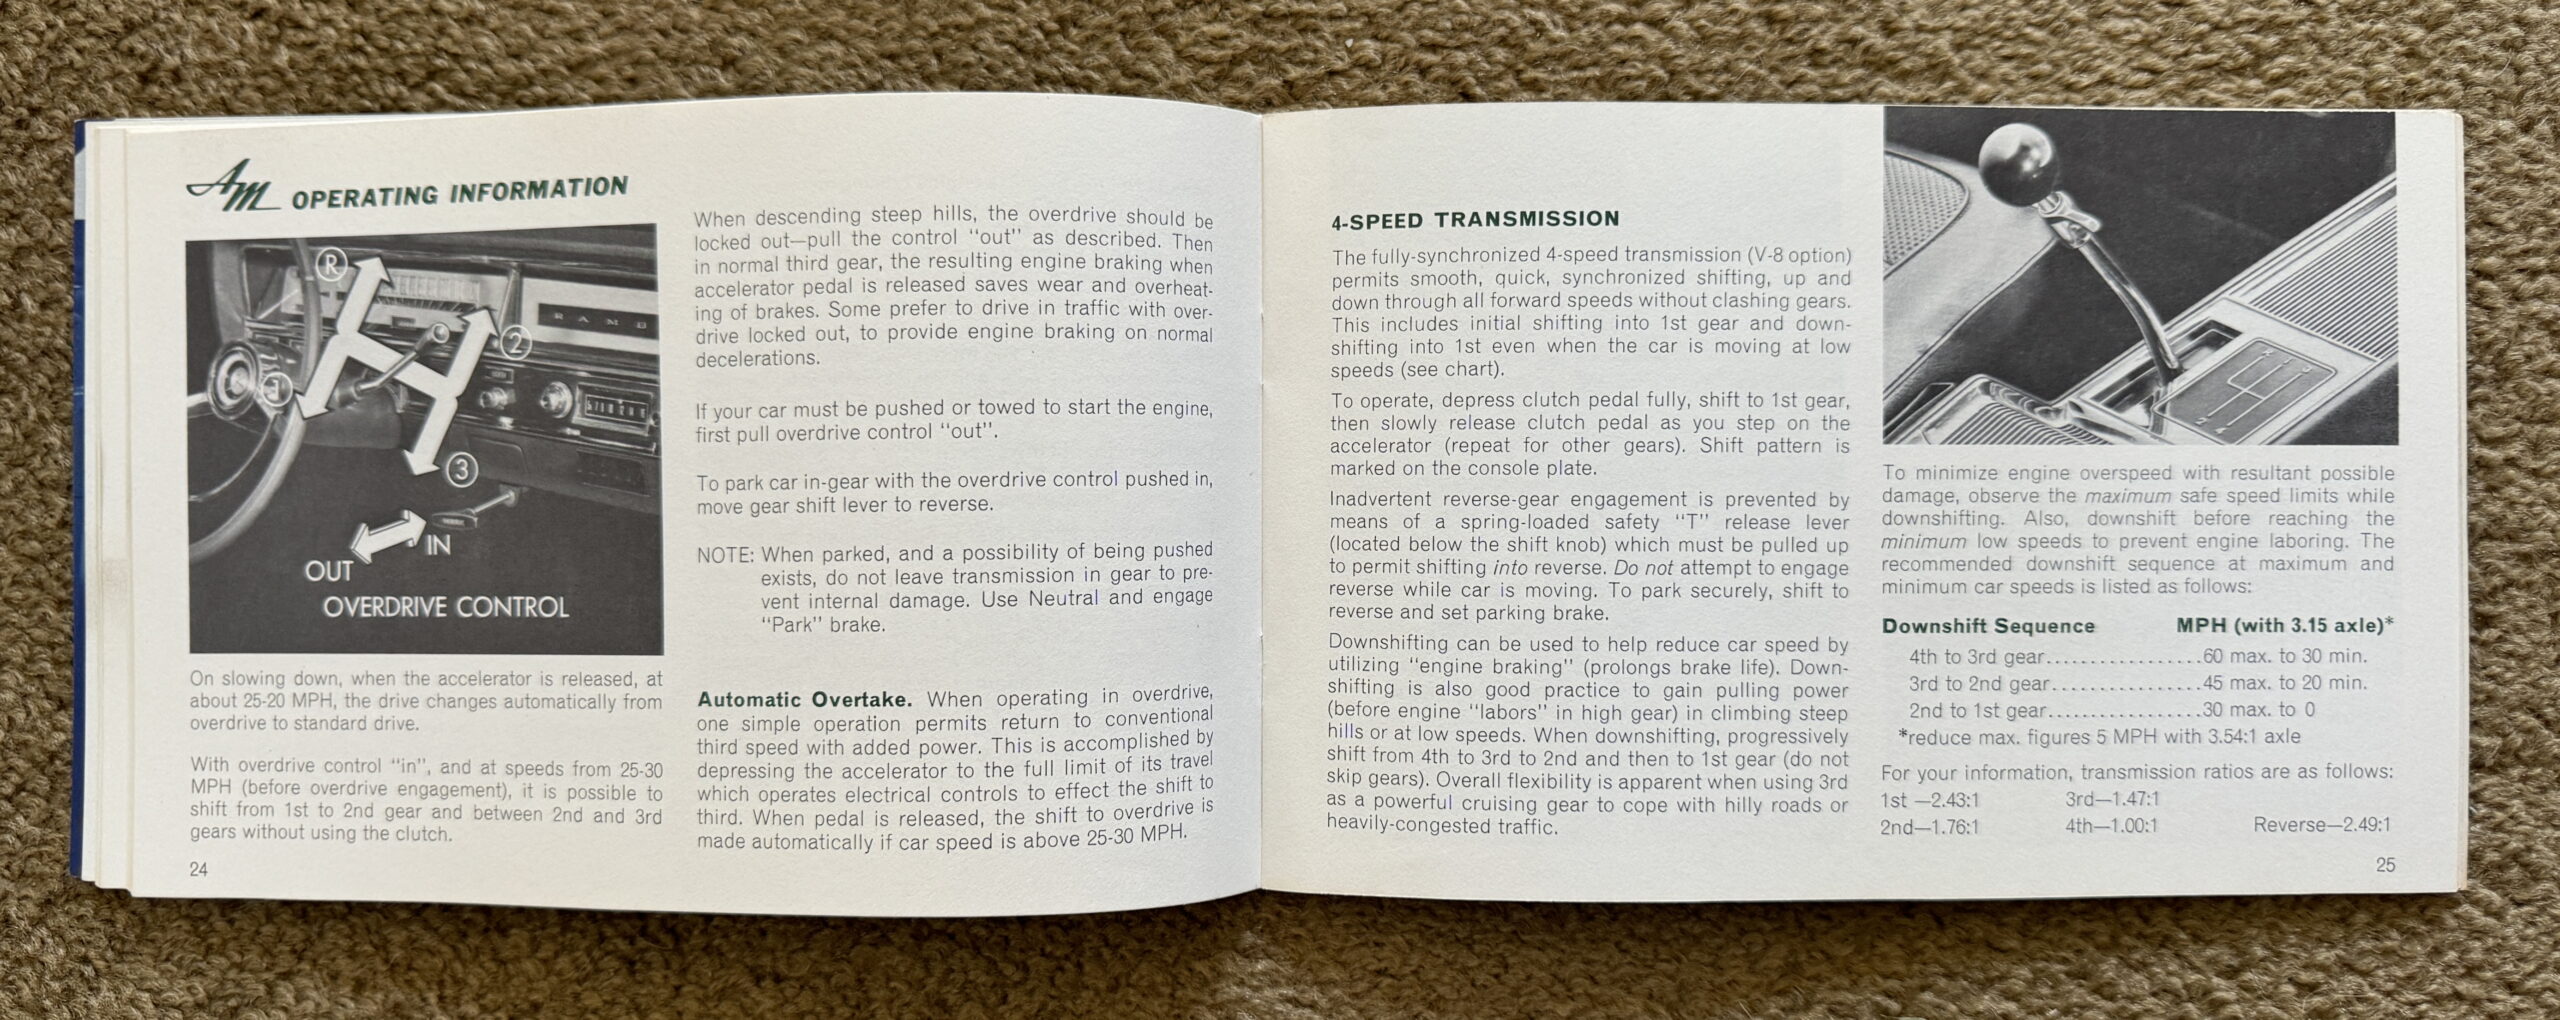 AM OPERATING INFORMATION
R
1
2
3
RAMB
OUT
IN
OVERDRIVE CONTROL
On slowing down, when the accelerator is released, at
about 25-20 MPH, the drive changes automatically from
overdrive to standard drive.
With overdrive control “in”, and at speeds from 25-30
MPH (before overdrive engagement), it is possible to
shift from 1st to 2nd gear and between 2nd and 3rd
gears without using the clutch.
24
When descending steep hills, the overdrive should be
locked out—pull the control “out” as described. Then
in normal third gear, the resulting engine braking when
accelerator pedal is released saves wear and overheat-
ing of brakes. Some prefer to drive in traffic with over-
drive locked out, to provide engine braking on normal
decelerations.
If your car must be pushed or towed to start the engine,
first pull overdrive control “out”.
To park car in-gear with the overdrive control pushed in,
move gear shift lever to reverse.
NOTE: When parked, and a possibility of being pushed
exists, do not leave transmission in gear to pre-
vent internal damage. Use Neutral and engage
“Park” brake.
Automatic Overtake. When operating in overdrive,
one simple operation permits return to conventional
third speed with added power. This is accomplished by
depressing the accelerator to the full limit of its travel
which operates electrical controls to effect the shift to
third. When pedal is released, the shift to overdrive is
made automatically if car speed is above 25-30 MPH.
4-SPEED TRANSMISSION
The fully-synchronized 4-speed transmission (V-8 option)
permits smooth, quick, synchronized shifting, up and
down through all forward speeds without clashing gears.
This includes initial shifting into 1st gear and down-
shifting into 1st even when the car is moving at low
speeds (see chart).
To operate, depress clutch pedal fully, shift to 1st gear,
then slowly release clutch pedal as you step on the
accelerator (repeat for other gears). Shift pattern is
marked on the console plate.
Inadvertent reverse-gear engagement is prevented by
means of a spring-loaded safety “T” release lever
(located below the shift knob) which must be pulled up
to permit shifting into reverse. Do not attempt to engage
reverse while car is moving. To park securely, shift to
reverse and set parking brake.
Downshifting can be used to help reduce car speed by
utilizing “engine braking” (prolongs brake life). Down-
shifting is also good practice to gain pulling power
(before engine “labors” in high gear) in climbing steep
hills or at low speeds. When downshifting, progressively
shift from 4th to 3rd to 2nd and then to 1st gear (do not
skip gears). Overall flexibility is apparent when using 3rd
as a powerful cruising gear to cope with hilly roads or
heavily-congested traffic.
To minimize engine overspeed with resultant possible
damage, observe the maximum safe speed limits while
downshifting. Also, downshift before reaching the
minimum low speeds to prevent engine laboring. The
recommended downshift sequence at maximum and
minimum car speeds is listed as follows:
Downshift Sequence MPH (with 3.15 axle)*
4th to 3rd gear..................60 max. to 30 min.
3rd to 2nd gear.................45 max. to 20 min.
2nd to 1st gear..................30 max. to 0
*reduce max. figures 5 MPH with 3.54:1 axle
For your information, transmission ratios are as follows:
1st —2.43:1 3rd—1.47:1
2nd—1.76:1 4th—1.00:1 Reverse—2.49:1
25